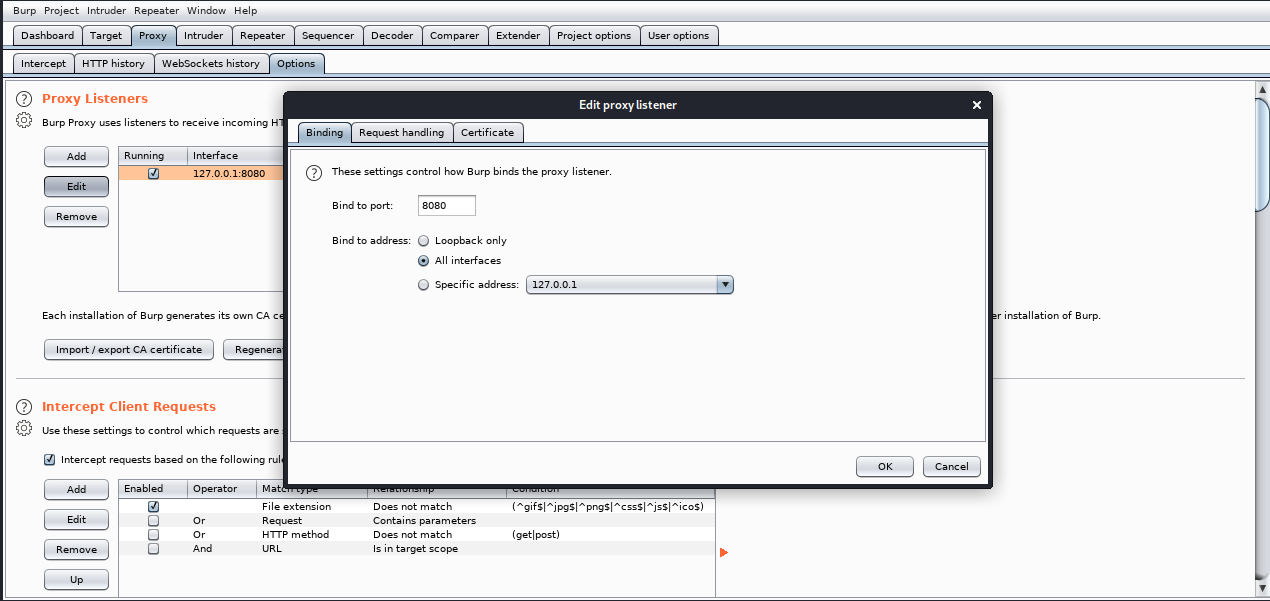 Burp Project Intruder Repeater Window Help
Dashboard Target Proxy Intruder Repeater Sequencer Decoder Comparer Extender Project options User options
Intercept HTTP history WebSockets history Options
Proxy Listeners
Burp Proxy uses listeners to receive incoming HT
Add
Edit
Remove
Running Interface
127.0.0.1:8080
Each installation of Burp generates its own CA ce
er installation of Burp.
Import / export CA certificate Regenera
Edit proxy listener
Binding Request handling Certificate
These settings control how Burp binds the proxy listener.
Bind to port: 8080
Bind to address: Loopback only
All interfaces
Specific address: 127.0.0.1
OK Cancel
Intercept Client Requests
Use these settings to control which requests are
Intercept requests based on the following rule
Add
Edit
Remove
Up
Enabled Operator Match type Relationship Condition
File extension Does not match (^gif$|^jpg$|^png$|^css$|^js$|^ico$)
Or Request Contains parameters
Or HTTP method Does not match (get|post)
And URL Is in target scope